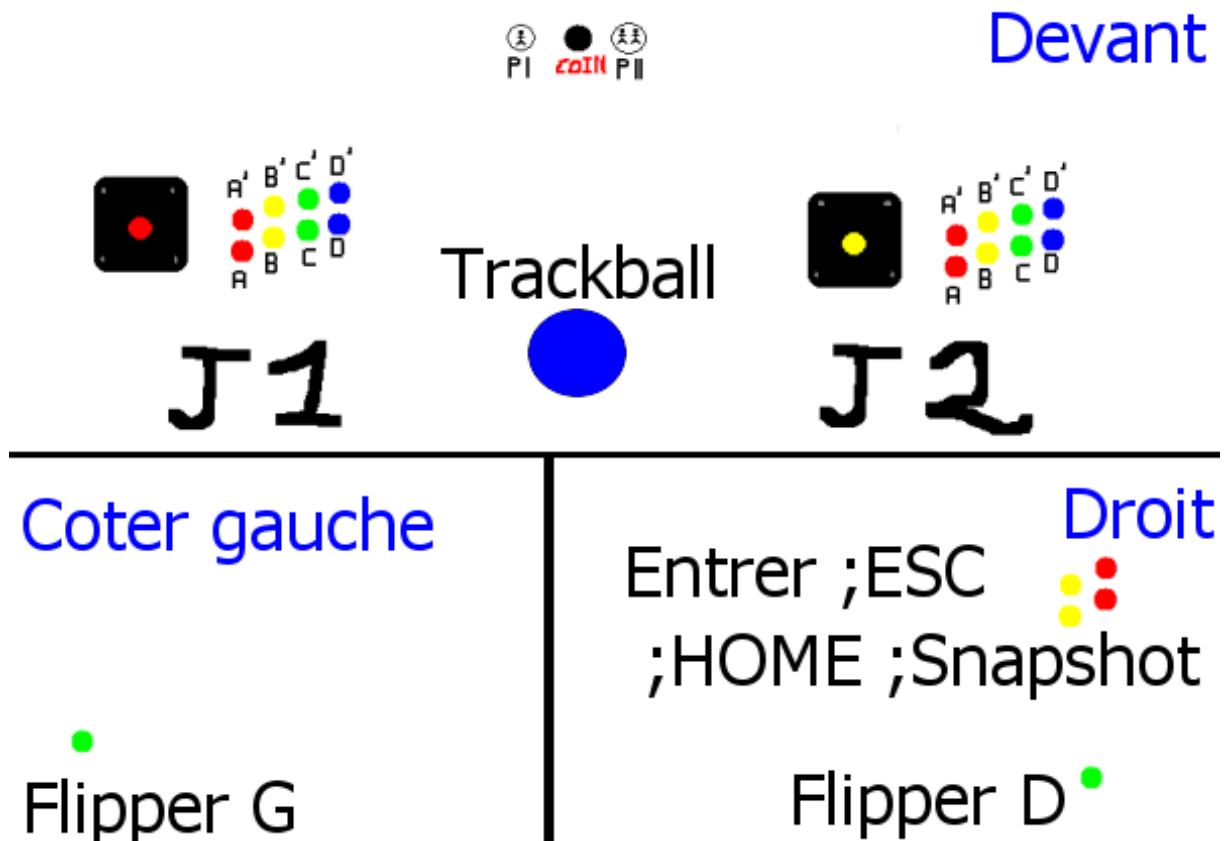 Devant
PI COIN PII
A' B' C' D'
A B C D
A' B' C' D'
A B C D
Trackball
J1
J2
Coter gauche
Flipper G
Droit
Entrer ;ESC
;HOME ;Snapshot
Flipper D